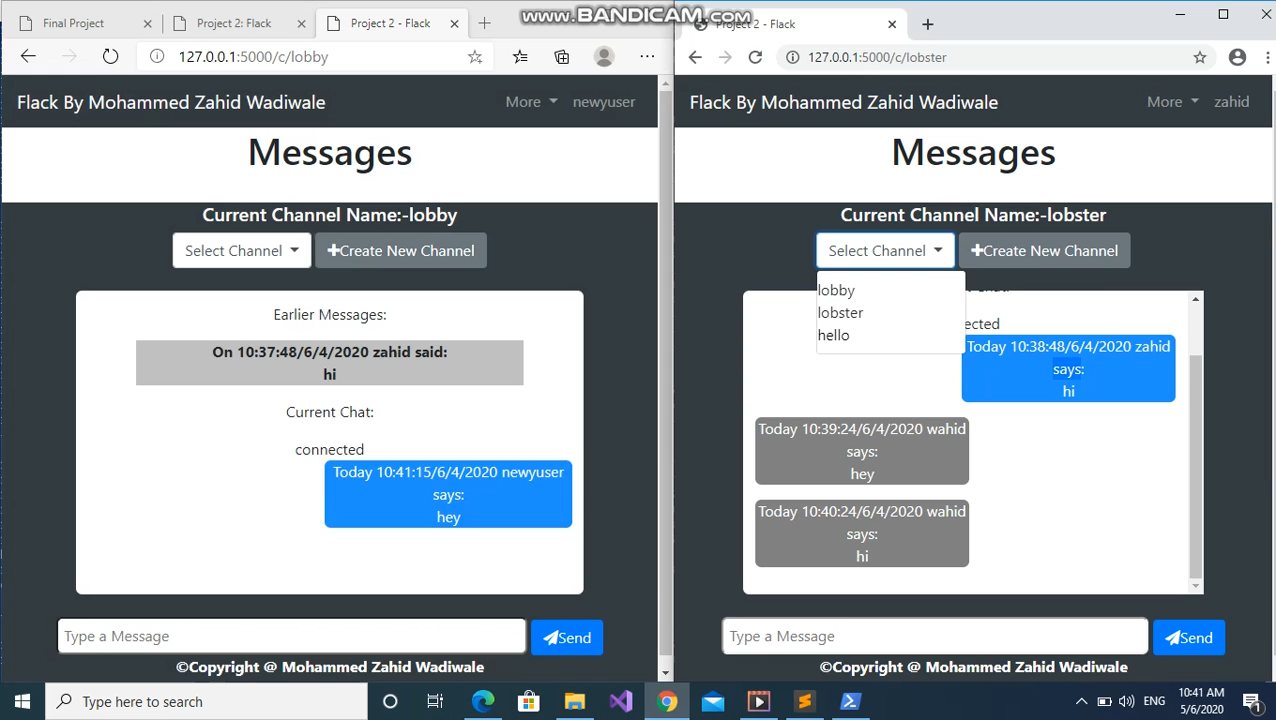 www.BANDICAM.com
Final Project
Project 2: Flack
Project 2 - Flack
127.0.0.1:5000/c/lobby
Flack By Mohammed Zahid Wadiwale
More
newyuser
Messages
Current Channel Name:-lobby
Select Channel
Create New Channel
Earlier Messages:
On 10:37:48/6/4/2020 zahid said:
hi
Current Chat:
connected
Today 10:41:15/6/4/2020 newyuser
says:
hey
Type a Message
Send
©Copyright @ Mohammed Zahid Wadiwale
Project 2 - Flack
127.0.0.1:5000/c/lobster
Flack By Mohammed Zahid Wadiwale
More
zahid
Messages
Current Channel Name:-lobster
Select Channel
Create New Channel
lobby
lobster
hello
ected
Today 10:38:48/6/4/2020 zahid
says:
hi
Today 10:39:24/6/4/2020 wahid
says:
hey
Today 10:40:24/6/4/2020 wahid
says:
hi
Type a Message
Send
©Copyright @ Mohammed Zahid Wadiwale
Type here to search
ENG
10:41 AM
5/6/2020
1